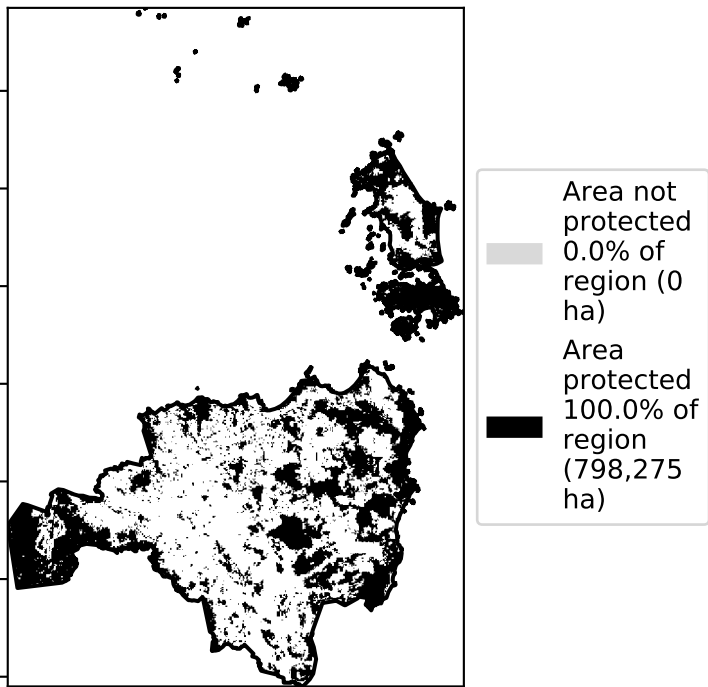 Area not
protected
0.0% of
region (0
ha)
Area
protected
100.0% of
region
(798,275
ha)